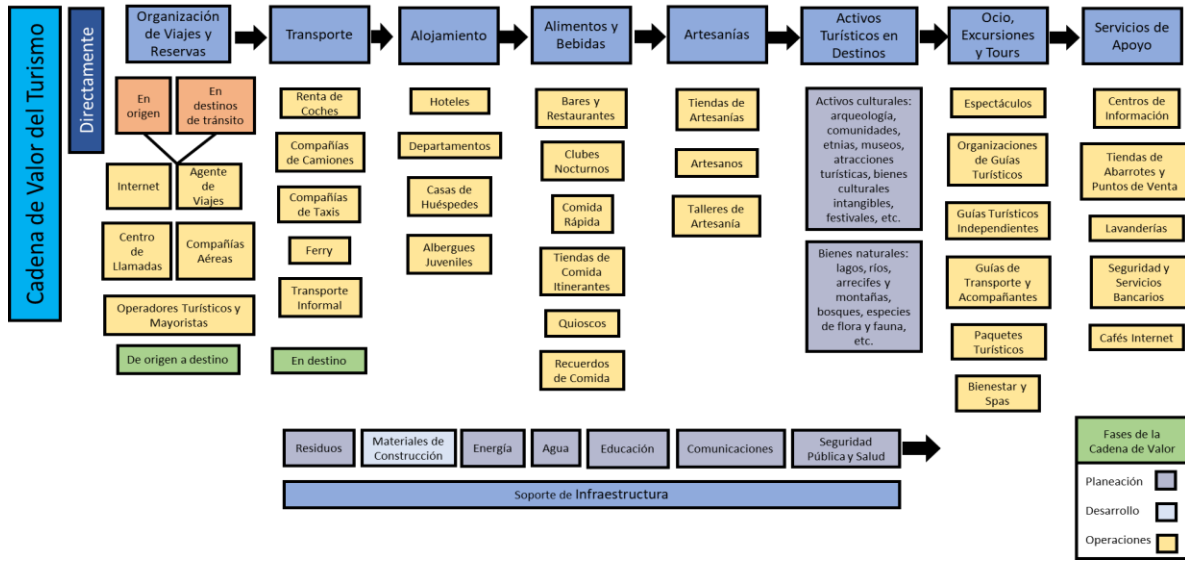 Cadena de Valor del Turismo
Directamente
Organización de
Viajes y Reservas
Transporte
Alojamiento
Alimentos y
Bebidas
Artesanías
Activos
Turísticos en
Destinos
Ocio,
Excursiones
y Tours
Servicios de
Apoyo
En
origen
En
destinos
de tránsito
Internet
Agente
de
Viajes
Centro
de
Llamadas
Compañías
Aéreas
Operadores Turísticos y
Mayoristas
De origen a destino
Renta de
Coches
Compañías
de Camiones
Compañías
de Taxis
Ferry
Transporte
Informal
En destino
Hoteles
Departamentos
Casas de
Huéspedes
Albergues
Juveniles
Bares y
Restaurantes
Clubes
Nocturnos
Comida
Rápida
Tiendas de
Comida
Itinerantes
Quioscos
Recuerdos
de Comida
Tiendas de
Artesanías
Artesanos
Talleres de
Artesanía
Activos culturales:
arqueología,
comunidades,
etnias, museos,
atracciones
turísticas, bienes
culturales
intangibles,
festivales, etc.
Bienes naturales:
lagos, ríos,
arrecifes y
montañas,
bosques, especies
de flora y fauna,
etc.
Espectáculos
Organizaciones
de Guías
Turísticos
Guías Turísticos
Independientes
Guías de
Transporte y
Acompañantes
Paquetes
Turísticos
Bienestar y
Spas
Centros de
Información
Tiendas de
Abarrotes y
Puntos de Venta
Lavanderías
Seguridad y
Servicios
Bancarios
Cafés Internet
Residuos
Materiales de
Construcción
Energía
Agua
Educación
Comunicaciones
Seguridad
Pública y Salud
Soporte de Infraestructura
Fases de la
Cadena de Valor
Planeación
Desarrollo
Operaciones